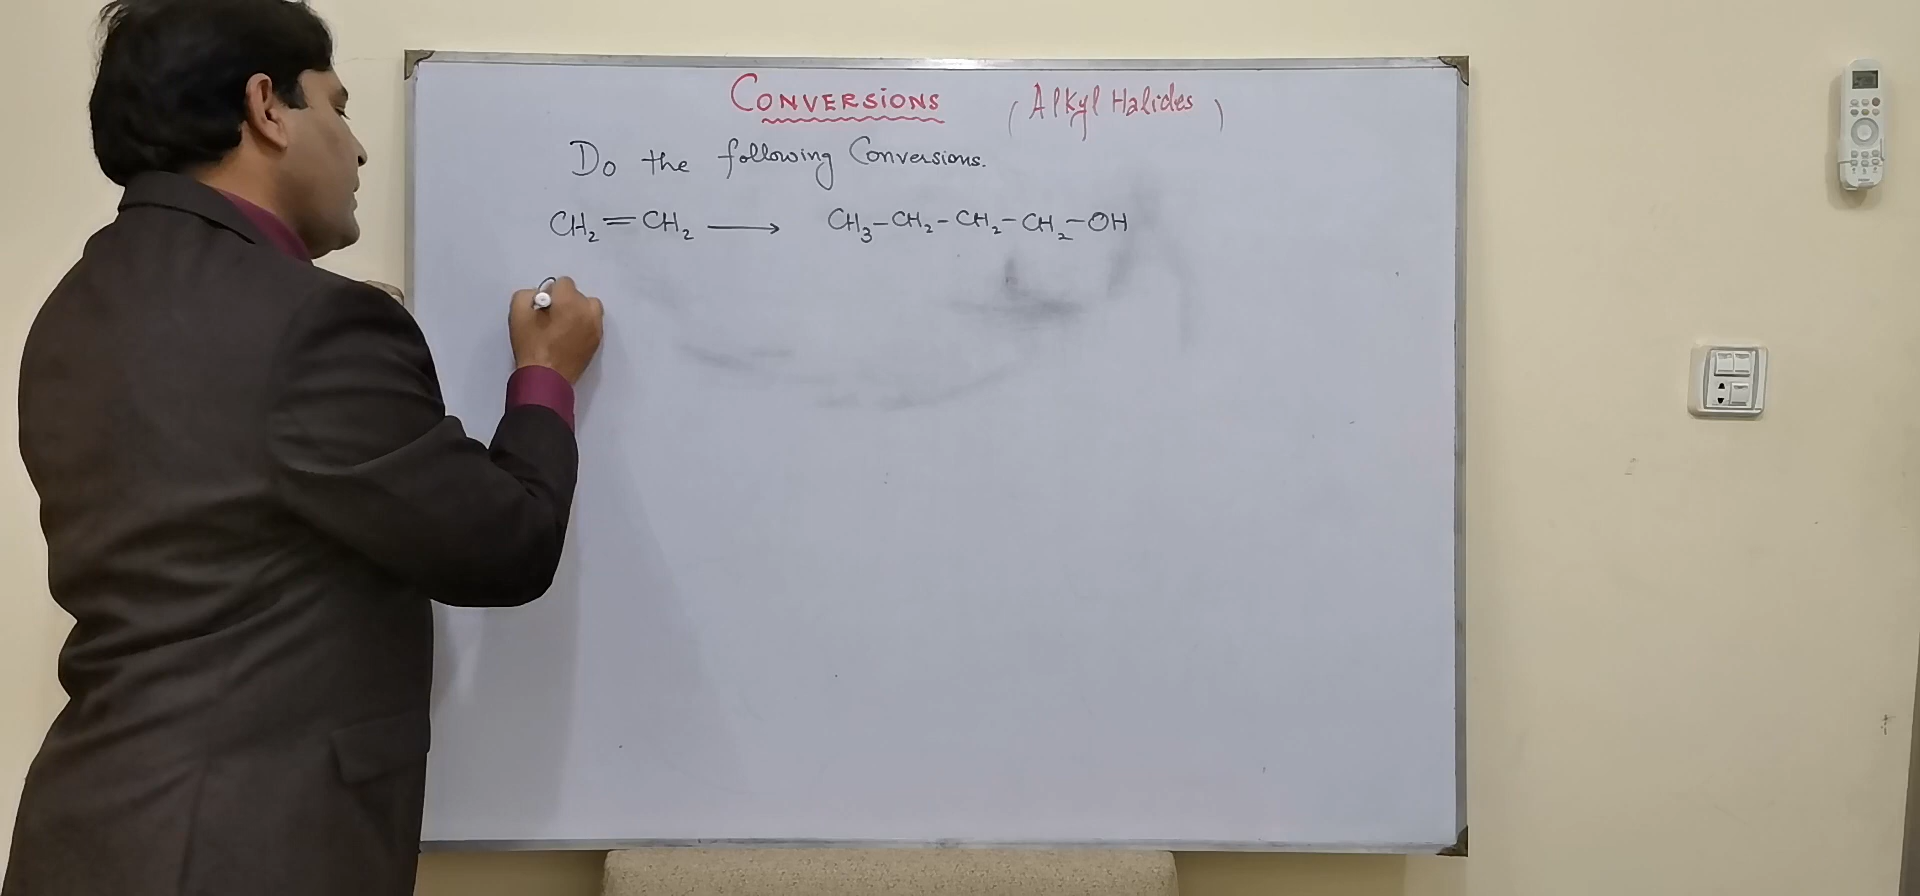 CONVERSIONS (Alkyl Halides)
Do the following Conversions.
CH₂=CH₂ ⟶ CH₃-CH₂-CH₂-CH₂-OH